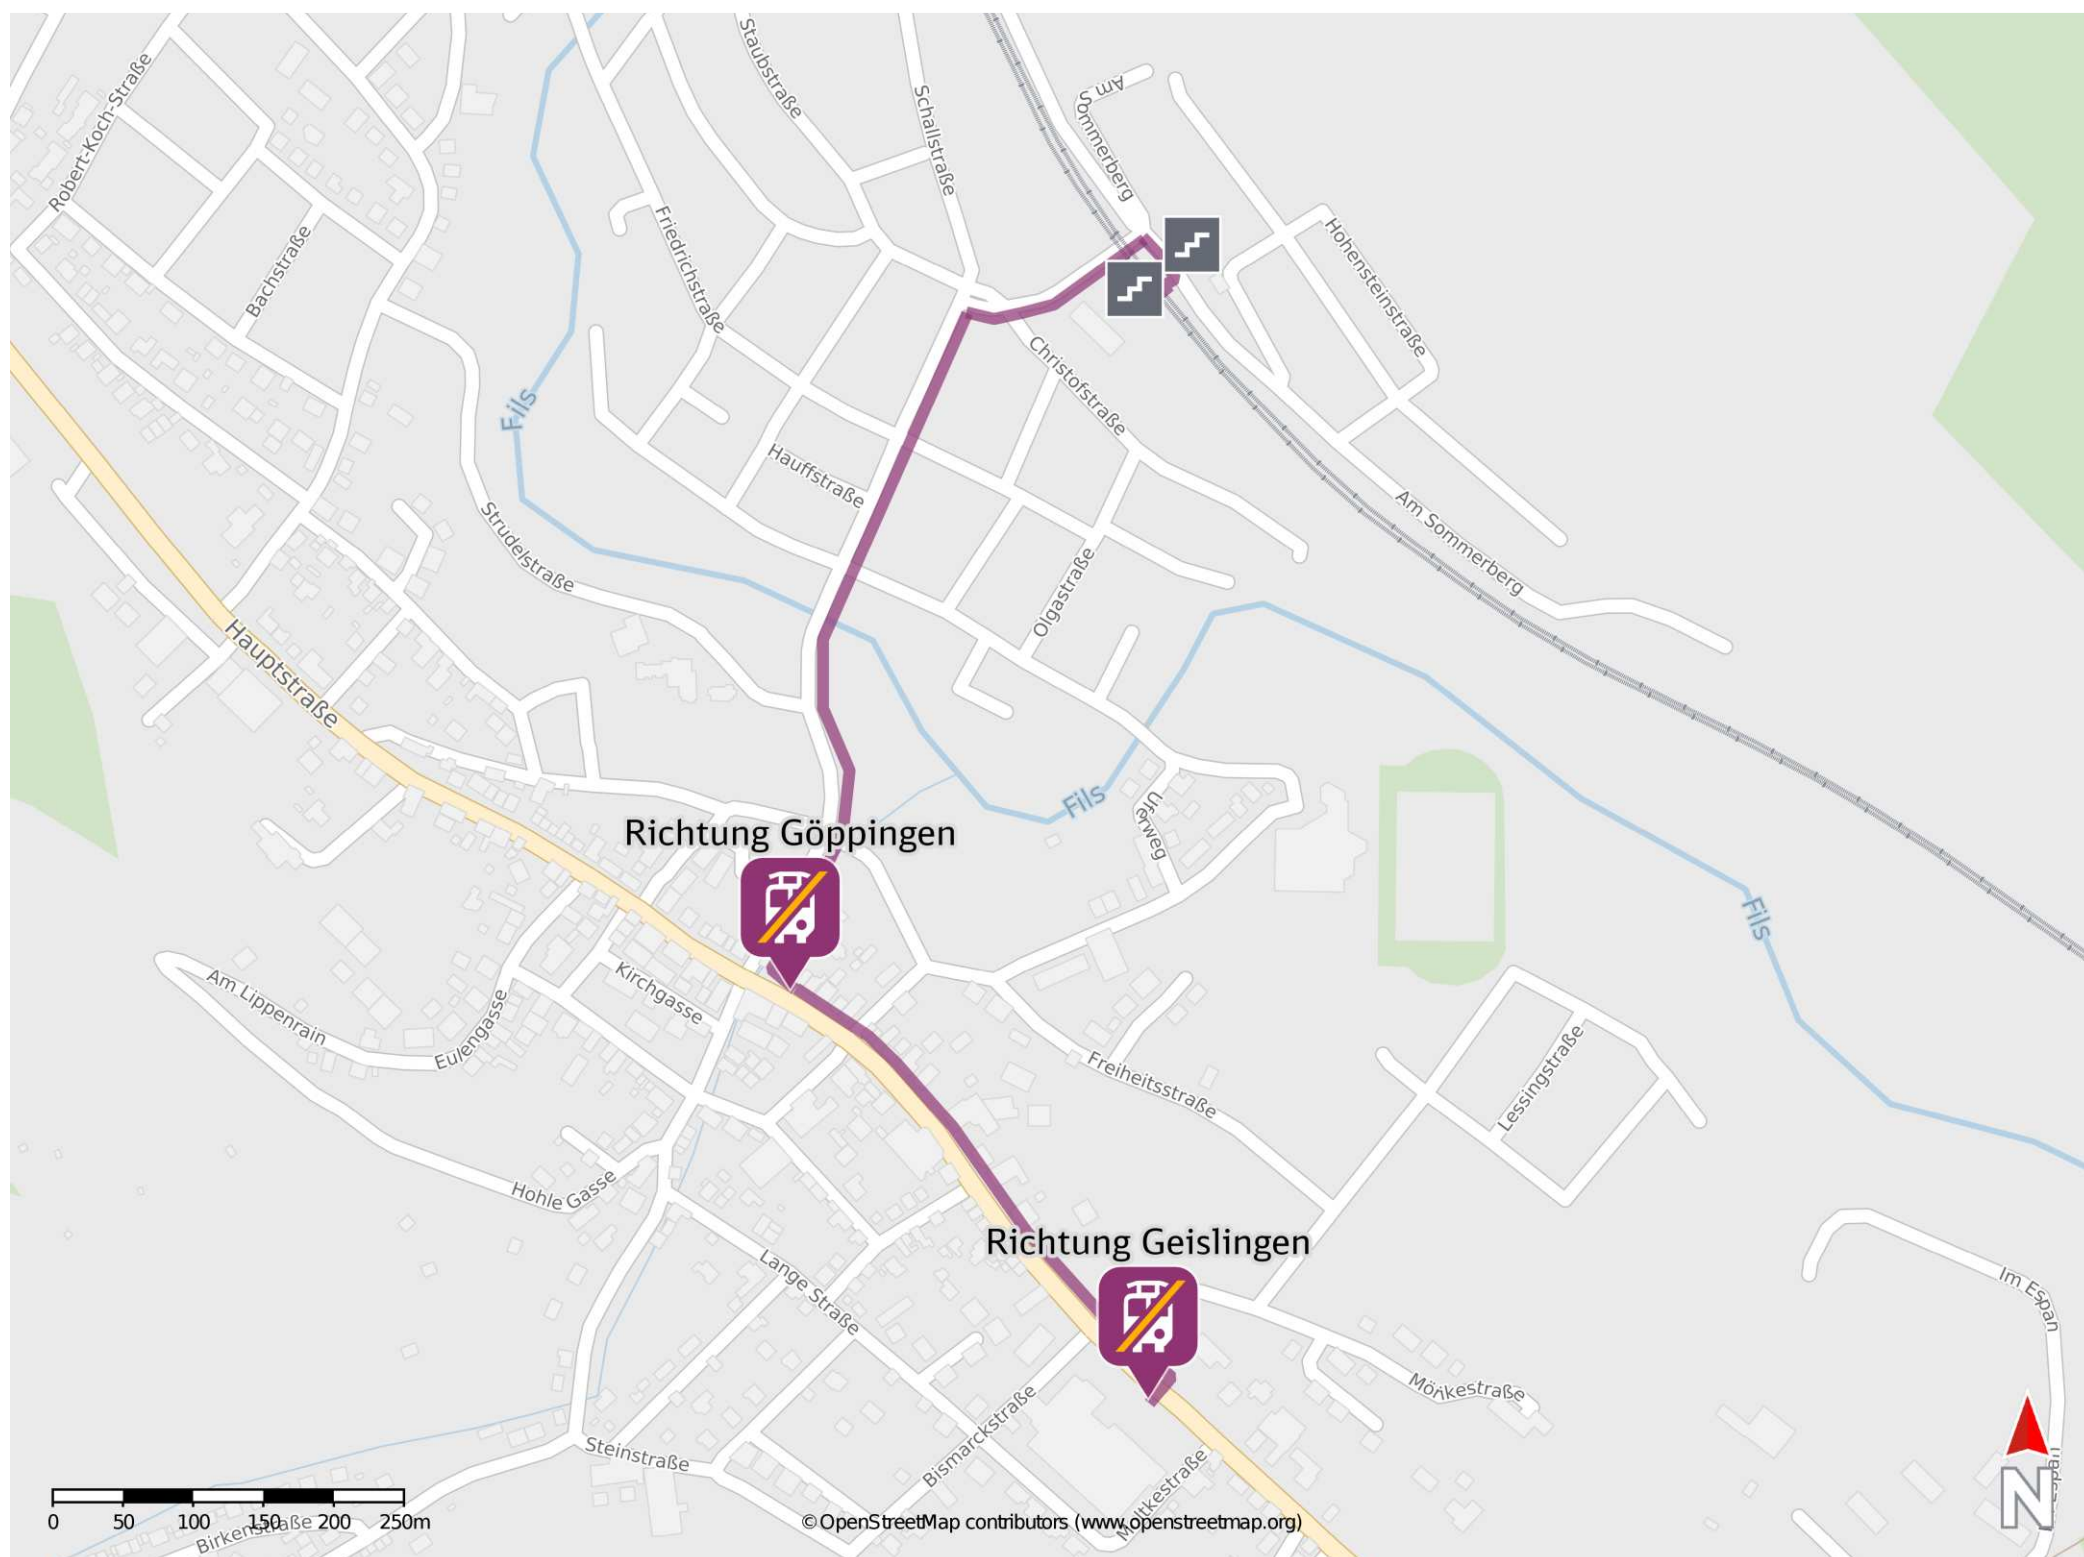 Staubstraße
Schallstraße
Am Sommerberg
Robert-Koch-Straße
Bachstraße
Friedrichstraße
Hohensteinstraße
Christofstraße
Fils
Hauffstraße
Strudelstraße
Am Sommerberg
Olgastraße
Hauptstraße
Fils
Uferweg
Richtung Göppingen
Fils
Kirchgasse
Am Lippenrain
Eulengasse
Freiheitsstraße
Lessingstraße
Hohle Gasse
Richtung Geislingen
Lange Straße
Im Espan
Mörikestraße
Bismarckstraße
Steinstraße
Moltkestraße
N
0 50 100 150 200 250m
Birkenstraße
©OpenStreetMap contributors (www.openstreetmap.org)